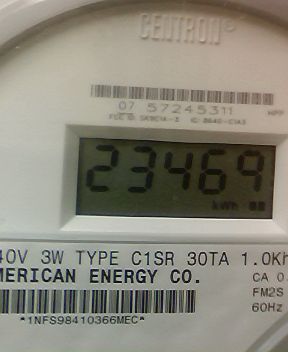 CENTRON®
07 57245311
23469
kWh
40V 3W TYPE C1SR 30TA 1.0Kh
MERICAN ENERGY CO.
CA 0.
FM2S
60Hz
*1NFS98410366MEC*